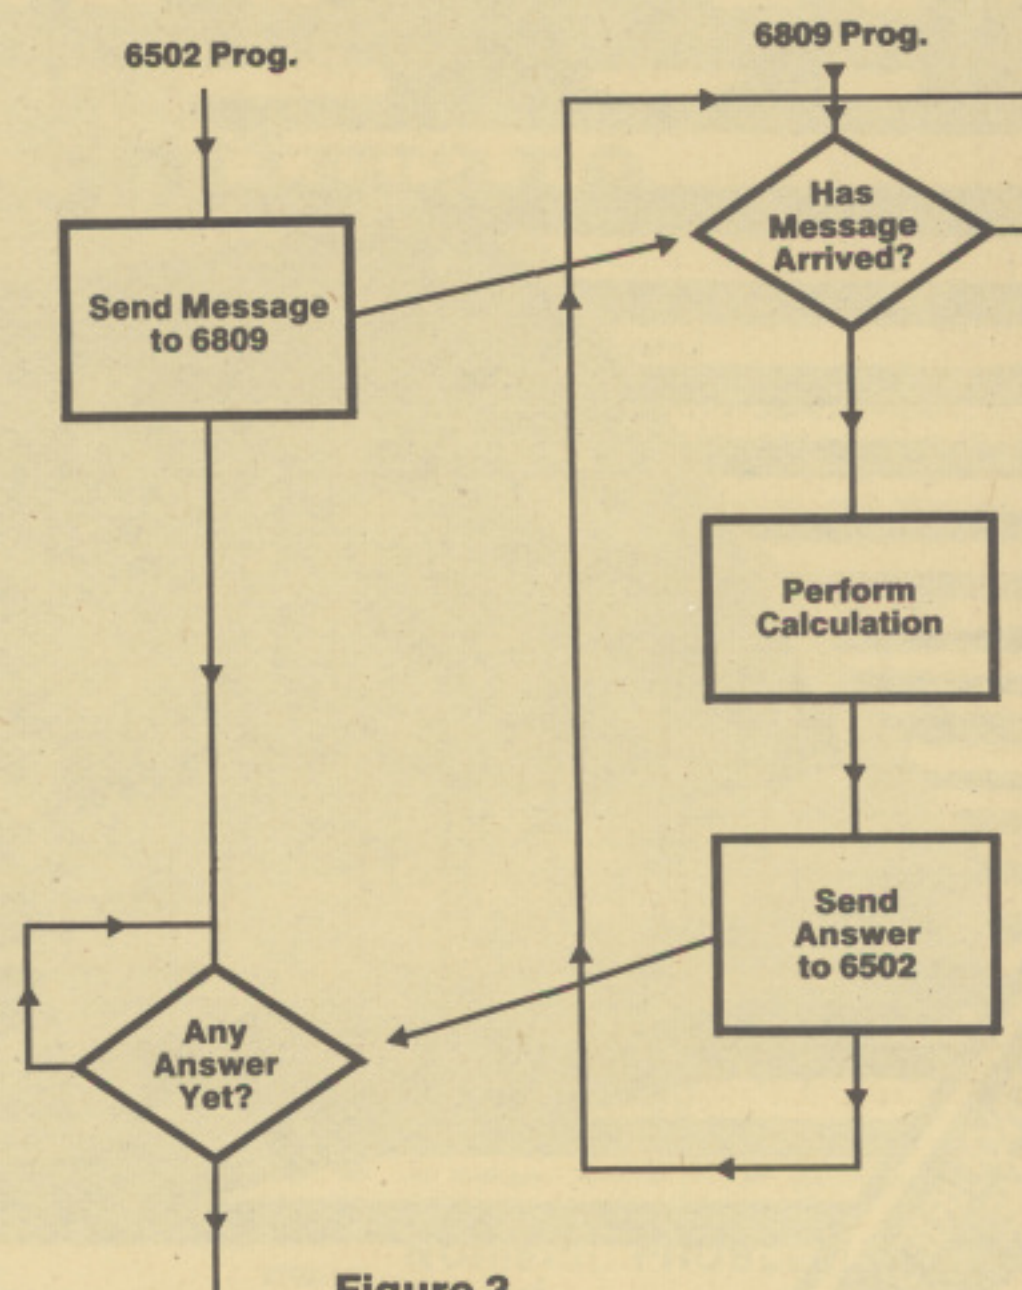 6502 Prog.
Send Message
to 6809
Any
Answer
Yet?
6809 Prog.
Has
Message
Arrived?
Perform
Calculation
Send
Answer
to 6502
Figure